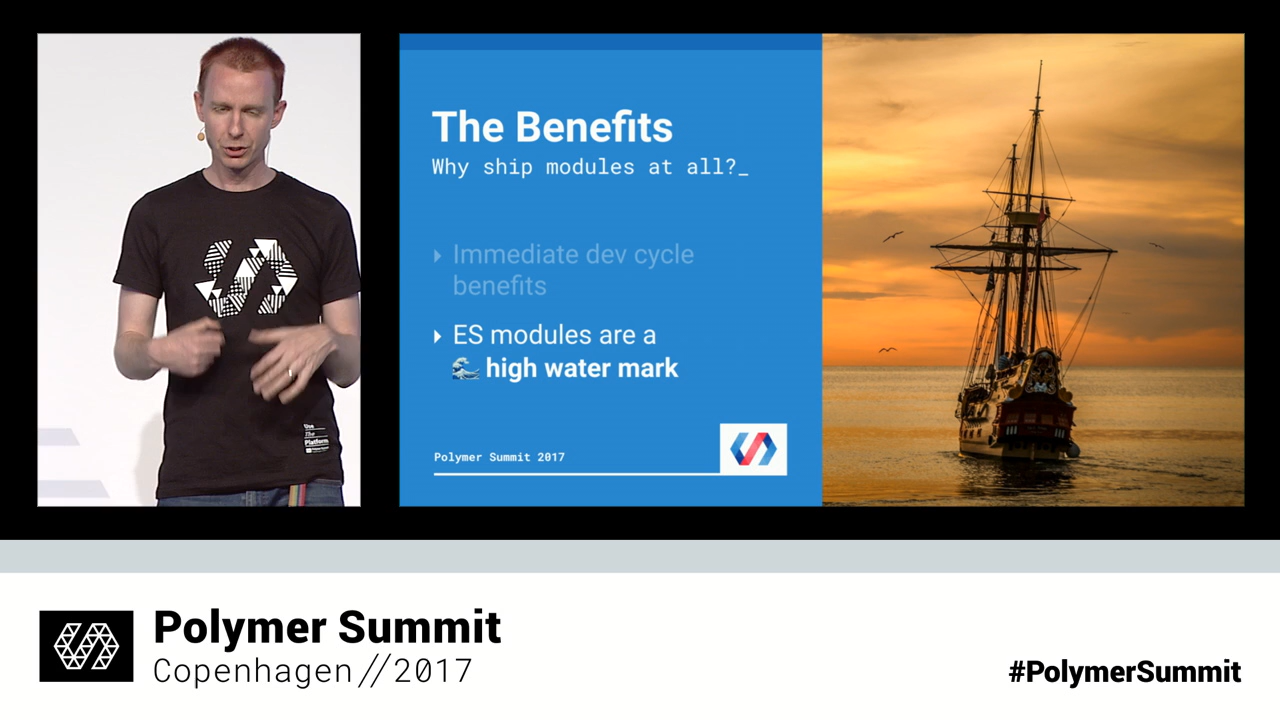 The Benefits
Why ship modules at all?_
Immediate dev cycle
benefits
ES modules are a
🌊 high water mark
Polymer Summit 2017
Use
The
Platform
Polymer Summit
Copenhagen//2017
#PolymerSummit